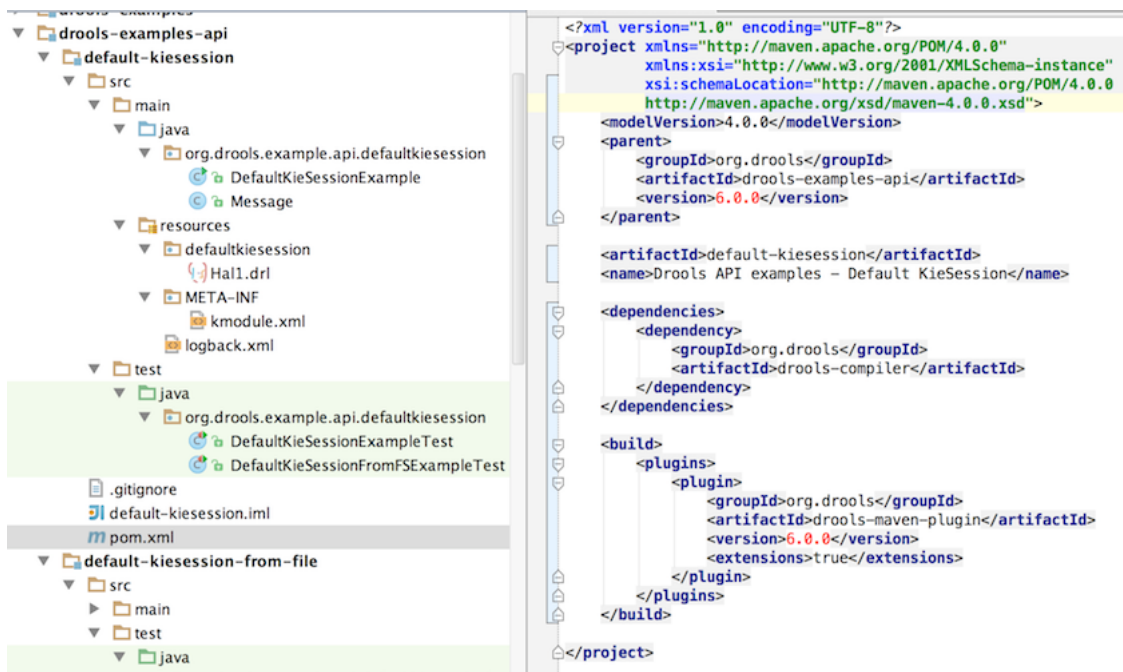 drools-examples
drools-examples-api
default-kiesession
src
main
java
org.drools.example.api.defaultkiesession
DefaultKieSessionExample
Message
resources
defaultkiesession
Hal1.drl
META-INF
kmodule.xml
logback.xml
test
java
org.drools.example.api.defaultkiesession
DefaultKieSessionExampleTest
DefaultKieSessionFromFSExampleTest
.gitignore
default-kiesession.iml
pom.xml
default-kiesession-from-file
src
main
test
java
<?xml version="1.0" encoding="UTF-8"?>
<project xmlns="http://maven.apache.org/POM/4.0.0"
xmlns:xsi="http://www.w3.org/2001/XMLSchema-instance"
xsi:schemaLocation="http://maven.apache.org/POM/4.0.0
http://maven.apache.org/xsd/maven-4.0.0.xsd">
<modelVersion>4.0.0</modelVersion>
<parent>
<groupId>org.drools</groupId>
<artifactId>drools-examples-api</artifactId>
<version>6.0.0</version>
</parent>
<artifactId>default-kiesession</artifactId>
<name>Drools API examples - Default KieSession</name>
<dependencies>
<dependency>
<groupId>org.drools</groupId>
<artifactId>drools-compiler</artifactId>
</dependency>
</dependencies>
<build>
<plugins>
<plugin>
<groupId>org.drools</groupId>
<artifactId>drools-maven-plugin</artifactId>
<version>6.0.0</version>
<extensions>true</extensions>
</plugin>
</plugins>
</build>
</project>